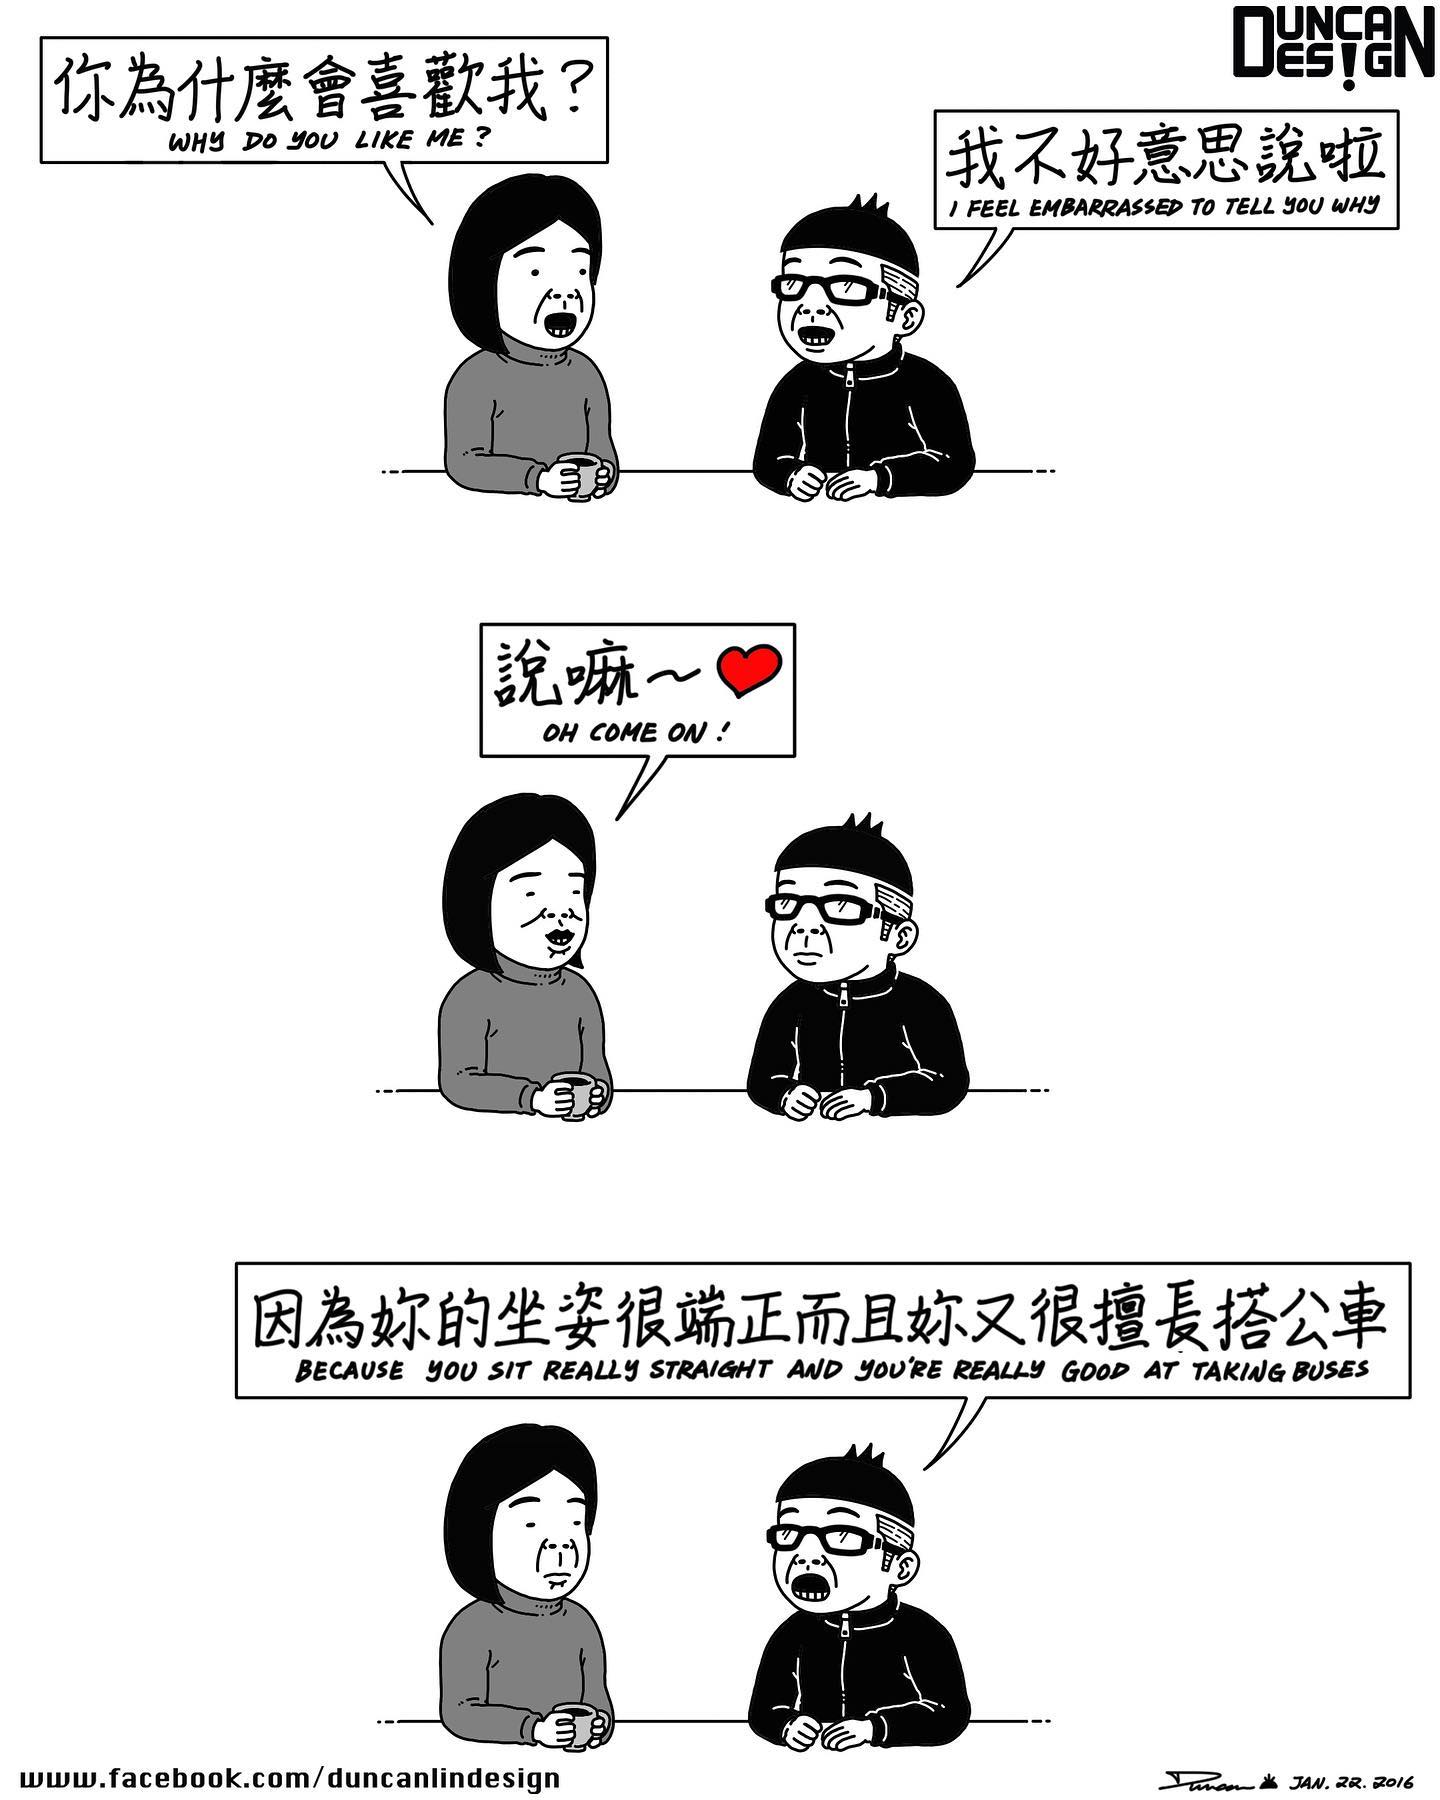 DUNCAN
DES!GN
你為什麼會喜歡我？
WHY DO YOU LIKE ME?
我不好意思說啦
I FEEL EMBARRASSED TO TELL YOU WHY
說嘛～
OH COME ON!
因為妳的坐姿很端正而且妳又很擅長搭公車
BECAUSE YOU SIT REALLY STRAIGHT AND YOU'RE REALLY GOOD AT TAKING BUSES
www.facebook.com/duncanlindesign
Duncan JAN. 22. 2016